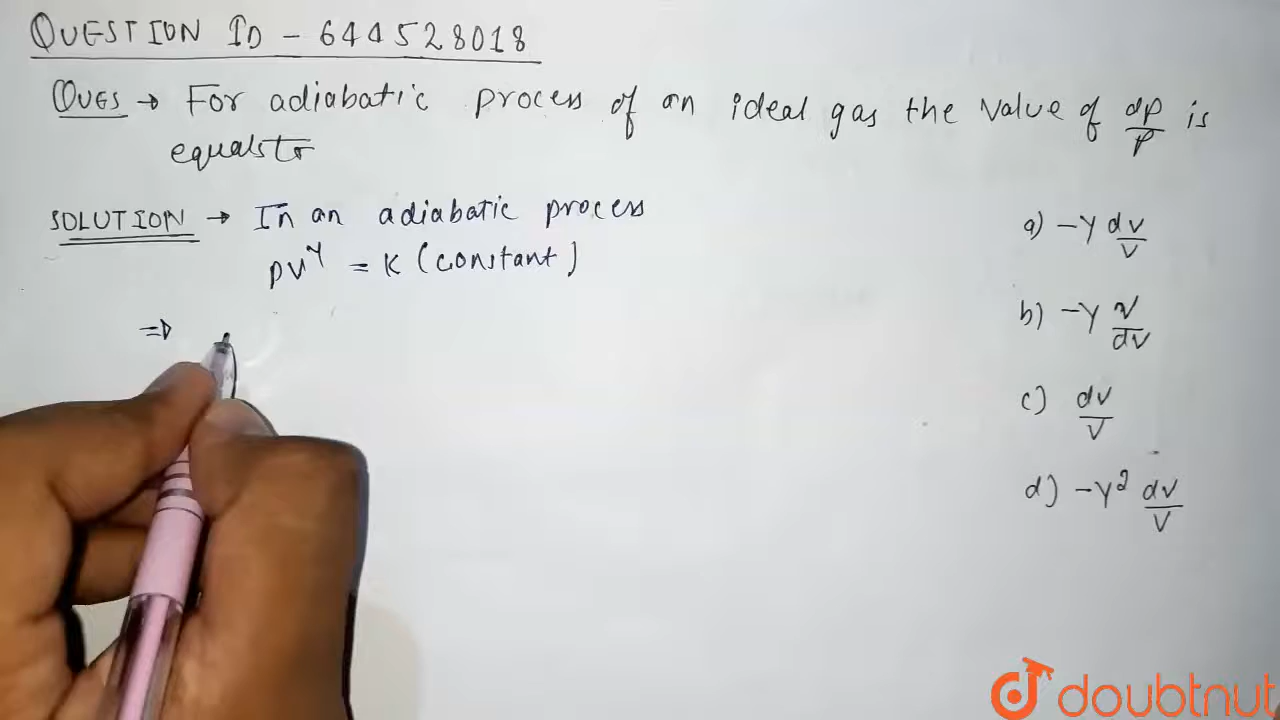 QUESTION ID - 644528018
QUES → For adiabatic process of an ideal gas the value of dP/P is
equals to
SOLUTION → In an adiabatic process
PV^γ = K (constant)
⇒
a) -γ dV/V
b) -γ V/dV
c) dV/V
d) -γ² dV/V
doubtnut